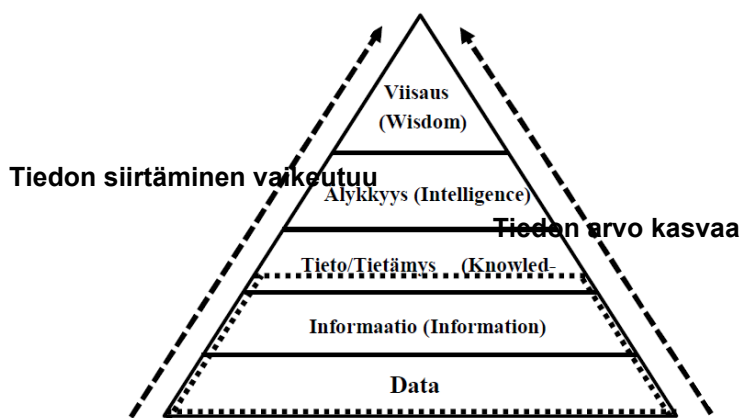 Viisaus
(Wisdom)
Tiedon siirtäminen vaikeutuu
Älykkyys (Intelligence)
Tiedon arvo kasvaa
Tieto/Tietämys (Knowled-
Informaatio (Information)
Data